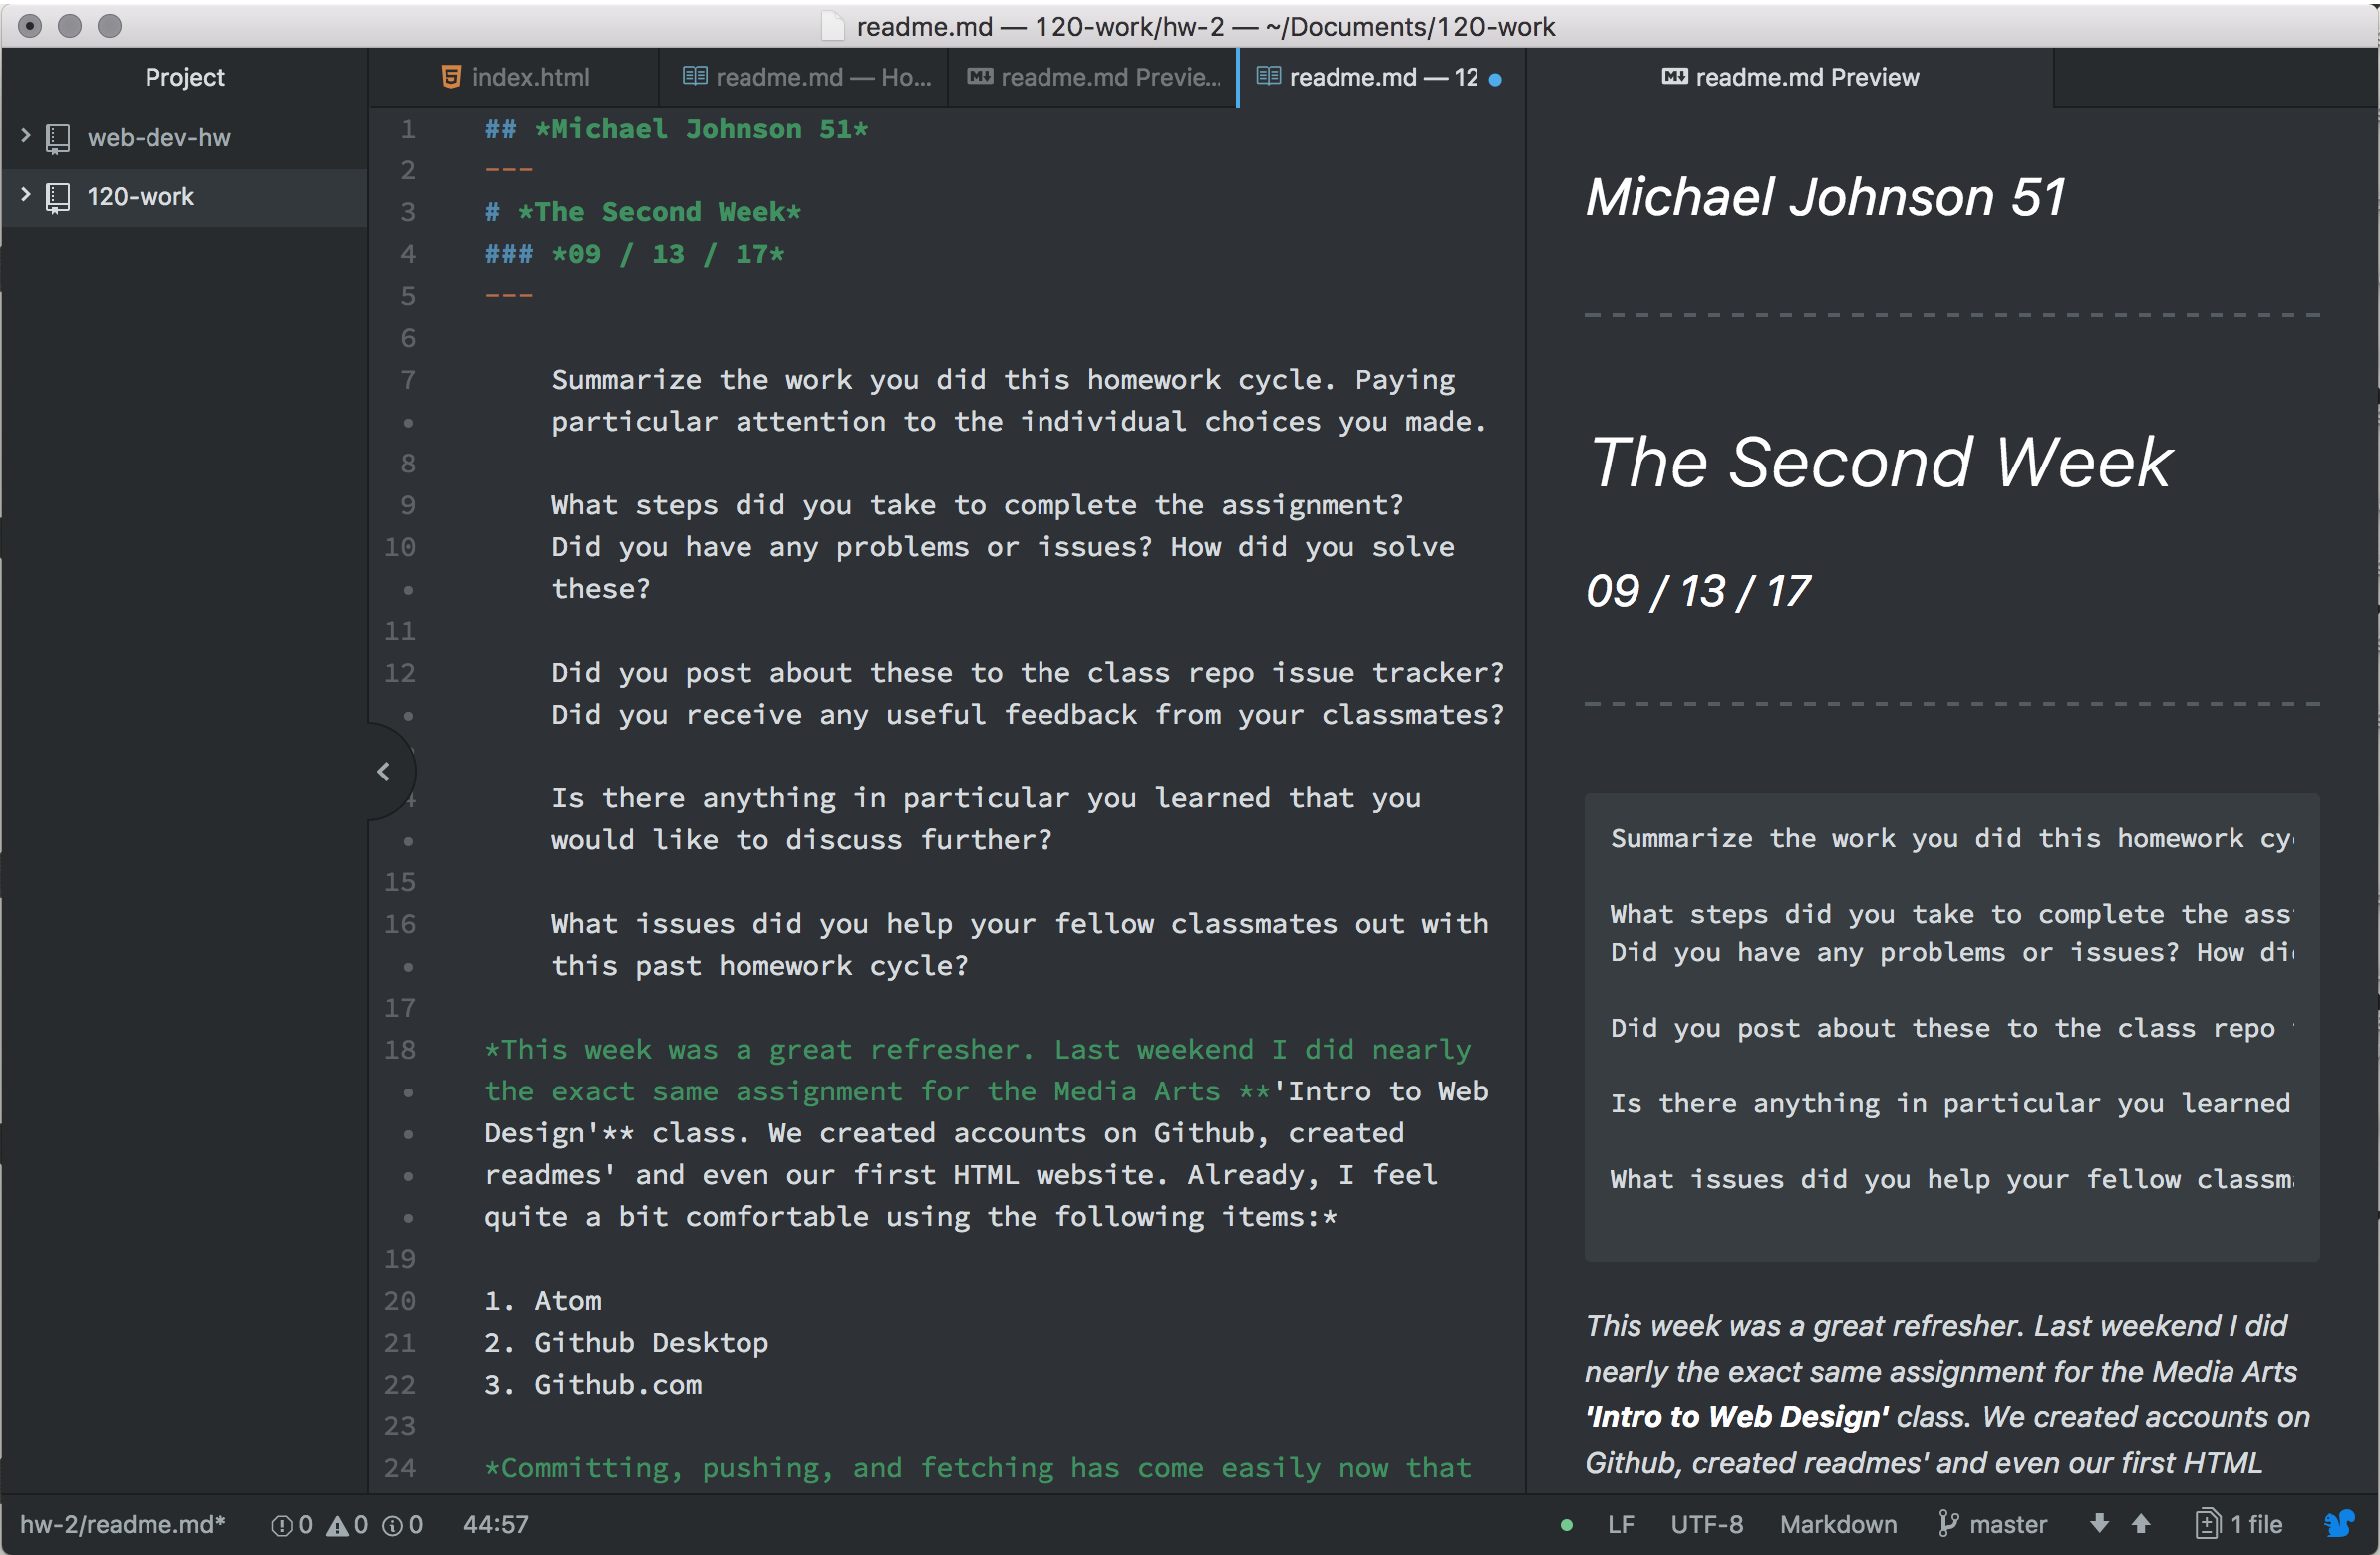 readme.md — 120-work/hw-2 — ~/Documents/120-work
Project
web-dev-hw
120-work
index.html
readme.md — Ho...
readme.md Previe...
readme.md — 12
readme.md Preview
1 ## *Michael Johnson 51*
2 ---
3 # *The Second Week*
4 ### *09 / 13 / 17*
5 ---
6
7 Summarize the work you did this homework cycle. Paying
• particular attention to the individual choices you made.
8
9 What steps did you take to complete the assignment?
10 Did you have any problems or issues? How did you solve
• these?
11
12 Did you post about these to the class repo issue tracker?
• Did you receive any useful feedback from your classmates?
Is there anything in particular you learned that you
• would like to discuss further?
15
16 What issues did you help your fellow classmates out with
• this past homework cycle?
17
18 *This week was a great refresher. Last weekend I did nearly
• the exact same assignment for the Media Arts **'Intro to Web
• Design'** class. We created accounts on Github, created
• readmes' and even our first HTML website. Already, I feel
• quite a bit comfortable using the following items:*
19
20 1. Atom
21 2. Github Desktop
22 3. Github.com
23
24 *Committing, pushing, and fetching has come easily now that
Michael Johnson 51
The Second Week
09 / 13 / 17
Summarize the work you did this homework cy
What steps did you take to complete the ass
Did you have any problems or issues? How di
Did you post about these to the class repo
Is there anything in particular you learned
What issues did you help your fellow classm
This week was a great refresher. Last weekend I did
nearly the exact same assignment for the Media Arts
'Intro to Web Design' class. We created accounts on
Github, created readmes' and even our first HTML
hw-2/readme.md* 0 0 0 44:57
LF UTF-8 Markdown master 1 file